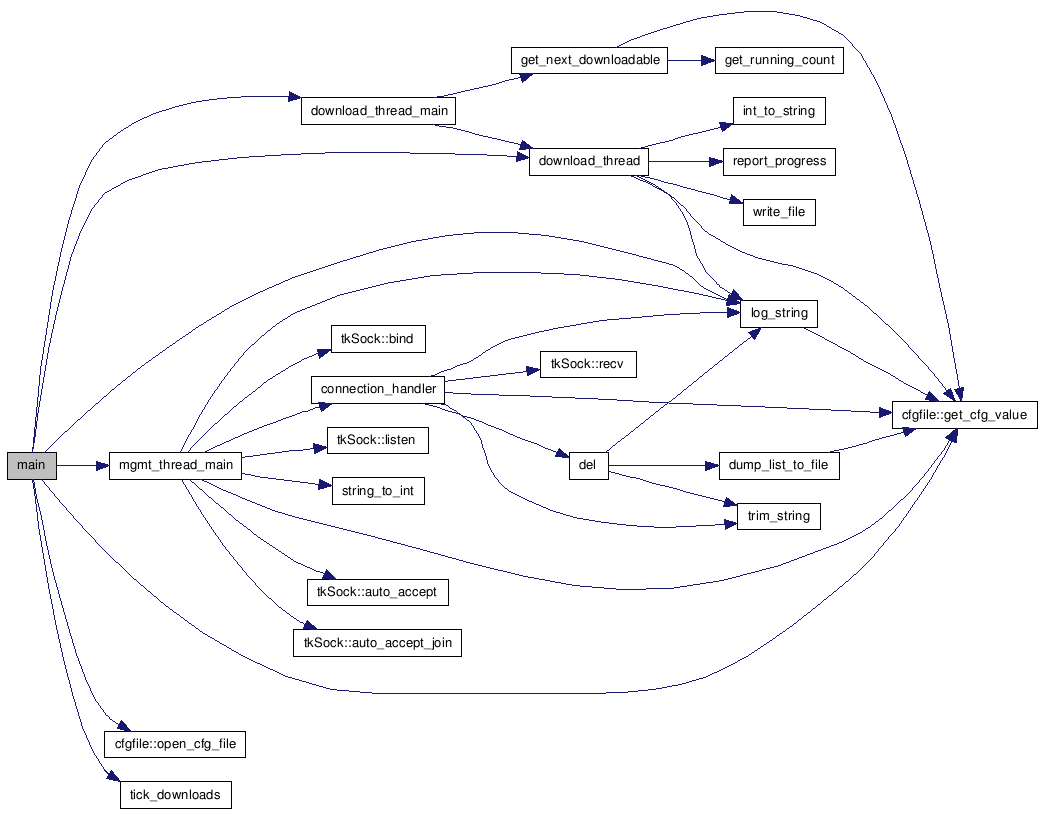 get_next_downloadable
get_running_count
download_thread_main
int_to_string
download_thread
report_progress
write_file
log_string
tkSock::bind
tkSock::recv
connection_handler
cfgfile::get_cfg_value
tkSock::listen
main
mgmt_thread_main
del
dump_list_to_file
string_to_int
trim_string
tkSock::auto_accept
tkSock::auto_accept_join
cfgfile::open_cfg_file
tick_downloads